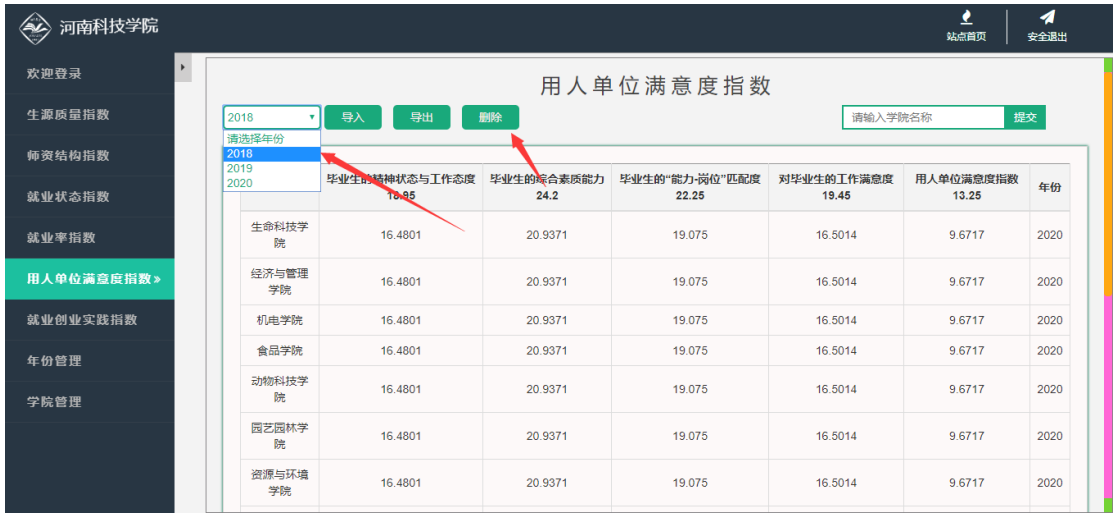 河南科技学院
站点首页
安全退出
欢迎登录
生源质量指数
师资结构指数
就业状态指数
就业率指数
用人单位满意度指数»
就业创业实践指数
年份管理
学院管理
用人单位满意度指数
2018 导入 导出 删除 请输入学院名称 提交
请选择年份
2018
2019
2020
毕业生的精神状态与工作态度 毕业生的综合素质能力 毕业生的“能力-岗位”匹配度 对毕业生的工作满意度 用人单位满意度指数 年份
18.95 24.2 22.25 19.45 13.25
生命科技学
院
16.4801 20.9371 19.075 16.5014 9.6717 2020
经济与管理
学院
16.4801 20.9371 19.075 16.5014 9.6717 2020
机电学院 16.4801 20.9371 19.075 16.5014 9.6717 2020
食品学院 16.4801 20.9371 19.075 16.5014 9.6717 2020
动物科技学
院
16.4801 20.9371 19.075 16.5014 9.6717 2020
园艺园林学
院
16.4801 20.9371 19.075 16.5014 9.6717 2020
资源与环境
学院
16.4801 20.9371 19.075 16.5014 9.6717 2020